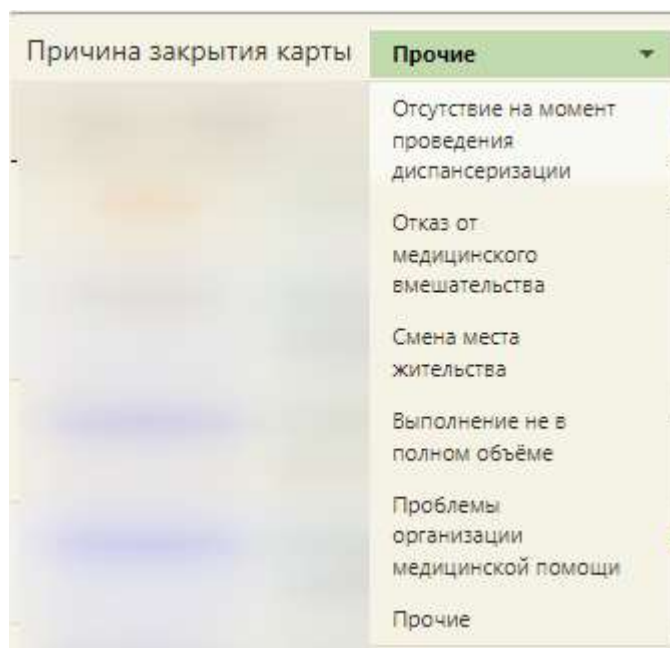 Причина закрытия карты Прочие
Отсутствие на момент
проведения
диспансеризации
Отказ от
медицинского
вмешательства
Смена места
жительства
Выполнение не в
полном объёме
Проблемы
организации
медицинской помощи
Прочие